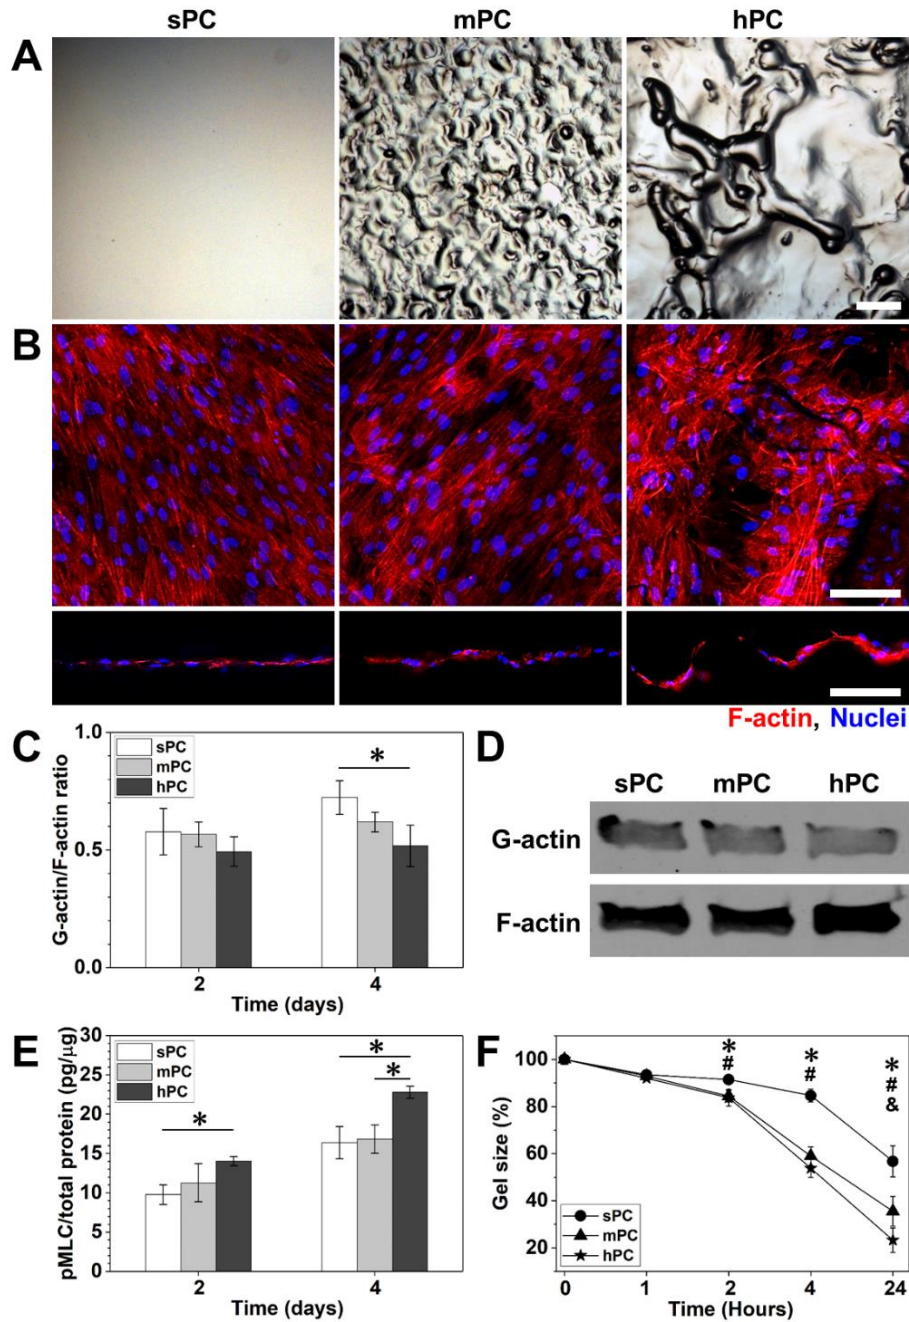 sPC mPC hPC
A
B
F-actin, Nuclei
C
sPC
mPC
hPC
*
1.0
0.5
0.0
G-actin/F-actin ratio
2 4
Time (days)
D
sPC mPC hPC
G-actin
F-actin
E
sPC
mPC
hPC
*
*
*
30
25
20
15
10
5
0
pMLC/total protein (pg/µg)
2 4
Time (days)
F
* * *
# # #
&
100
80
60
40
20
Gel size (%)
sPC
mPC
hPC
0 1 2 4 24
Time (Hours)